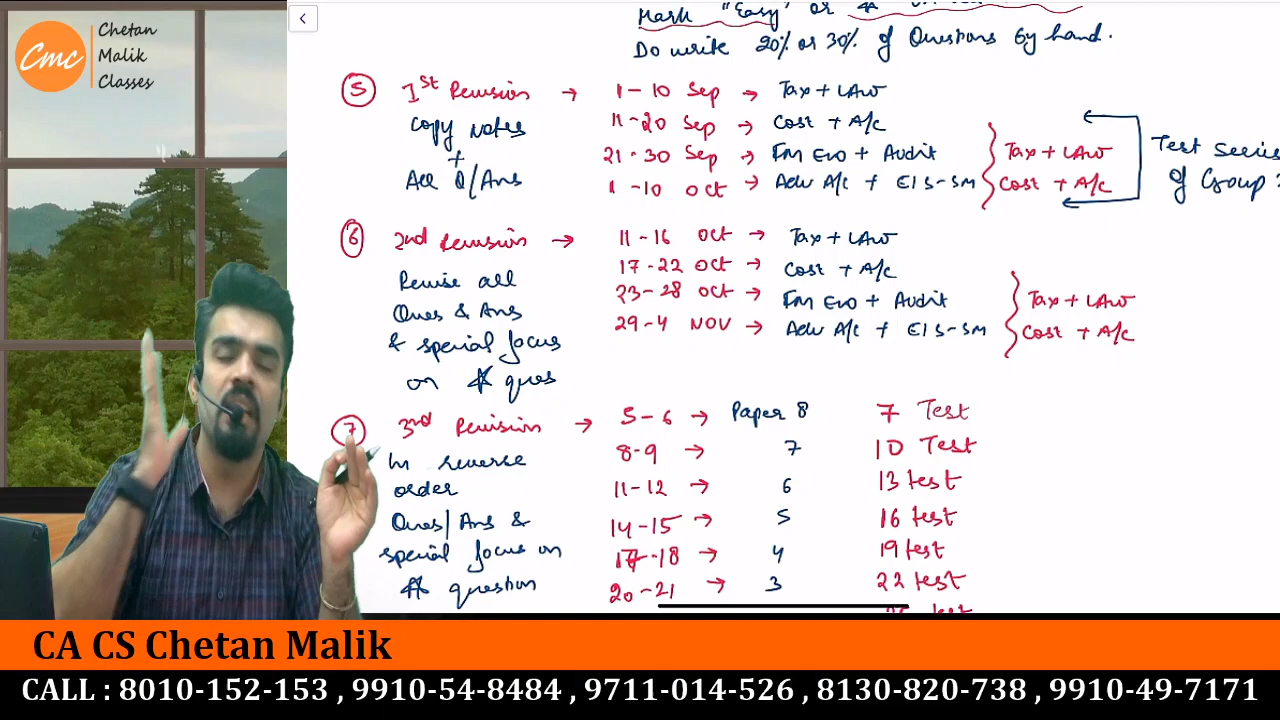 cmc
Chetan
Malik
Classes
Mark "Easy" or
Do write 20% or 30% of Questions by hand.
5 1st Revision → 1-10 Sep → Tax + LAW
Copy notes
+
All Q/Ans
11-20 Sep → Cost + A/c
21-30 Sep → FM Eco + Audit
1-10 Oct → Adv A/c + EIS-SM
Tax + LAW
Cost + A/c
Test Series
of Group
6 2nd Revision → 11-16 Oct → Tax + LAW
Revise all
Ques & Ans
& special focus
on * ques
17-22 Oct → Cost + A/c
23-28 Oct → FM Eco + Audit
29-4 NOV → Adv A/c + EIS-SM
Tax + LAW
Cost + A/c
7 3rd Revision → 5-6 → Paper 8 7 Test
In reverse
order
Ques/Ans &
special focus on
* question
8-9 → 7 10 Test
11-12 → 6 13 test
14-15 → 5 16 test
17-18 → 4 19 test
20-21 → 3 22 test
CA CS Chetan Malik
CALL : 8010-152-153 , 9910-54-8484 , 9711-014-526 , 8130-820-738 , 9910-49-7171